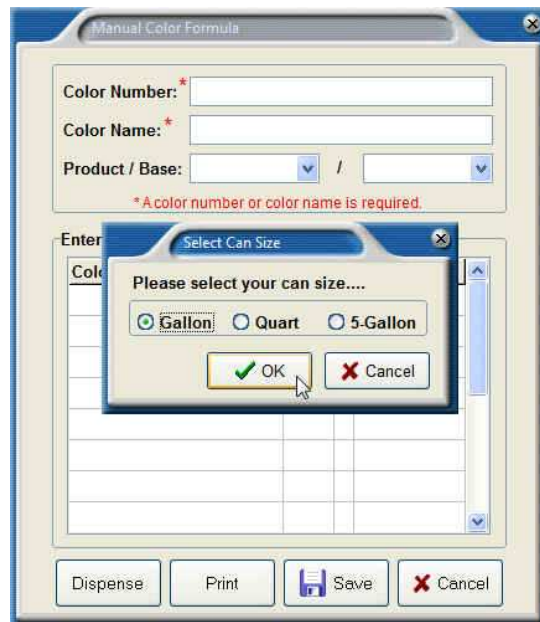 Manual Color Formula
Color Number:*
Color Name:*
Product / Base: /
* A color number or color name is required.
Enter
Select Can Size
Please select your can size....
Gallon Quart 5-Gallon
OK Cancel
Dispense Print Save Cancel